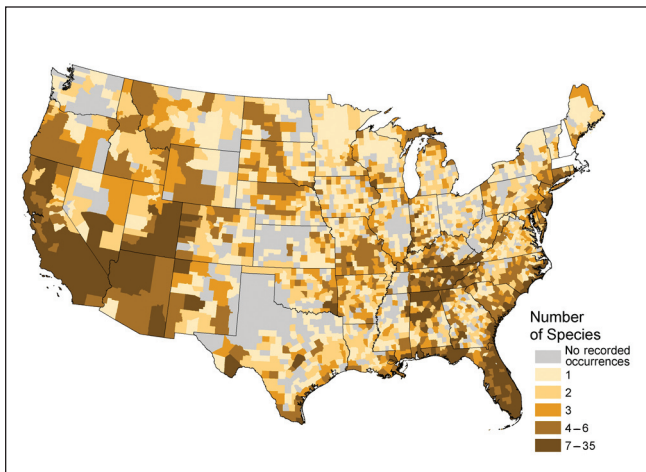 Number
of Species
No recorded
occurrences
1
2
3
4–6
7–35